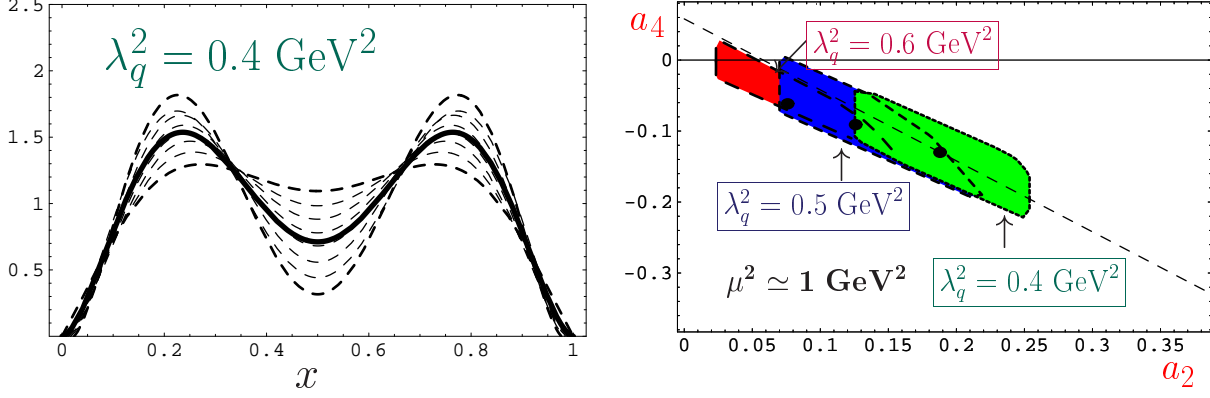 2.5
2
1.5
1
0.5
0
0.2
0.4
0.6
0.8
1
x
λ_q^2 = 0.4 GeV^2
a_4
0
-0.1
-0.2
-0.3
0
0.05
0.1
0.15
0.2
0.25
0.3
0.35
a_2
λ_q^2 = 0.6 GeV^2
λ_q^2 = 0.5 GeV^2
λ_q^2 = 0.4 GeV^2
μ^2 ≃ 1 GeV^2